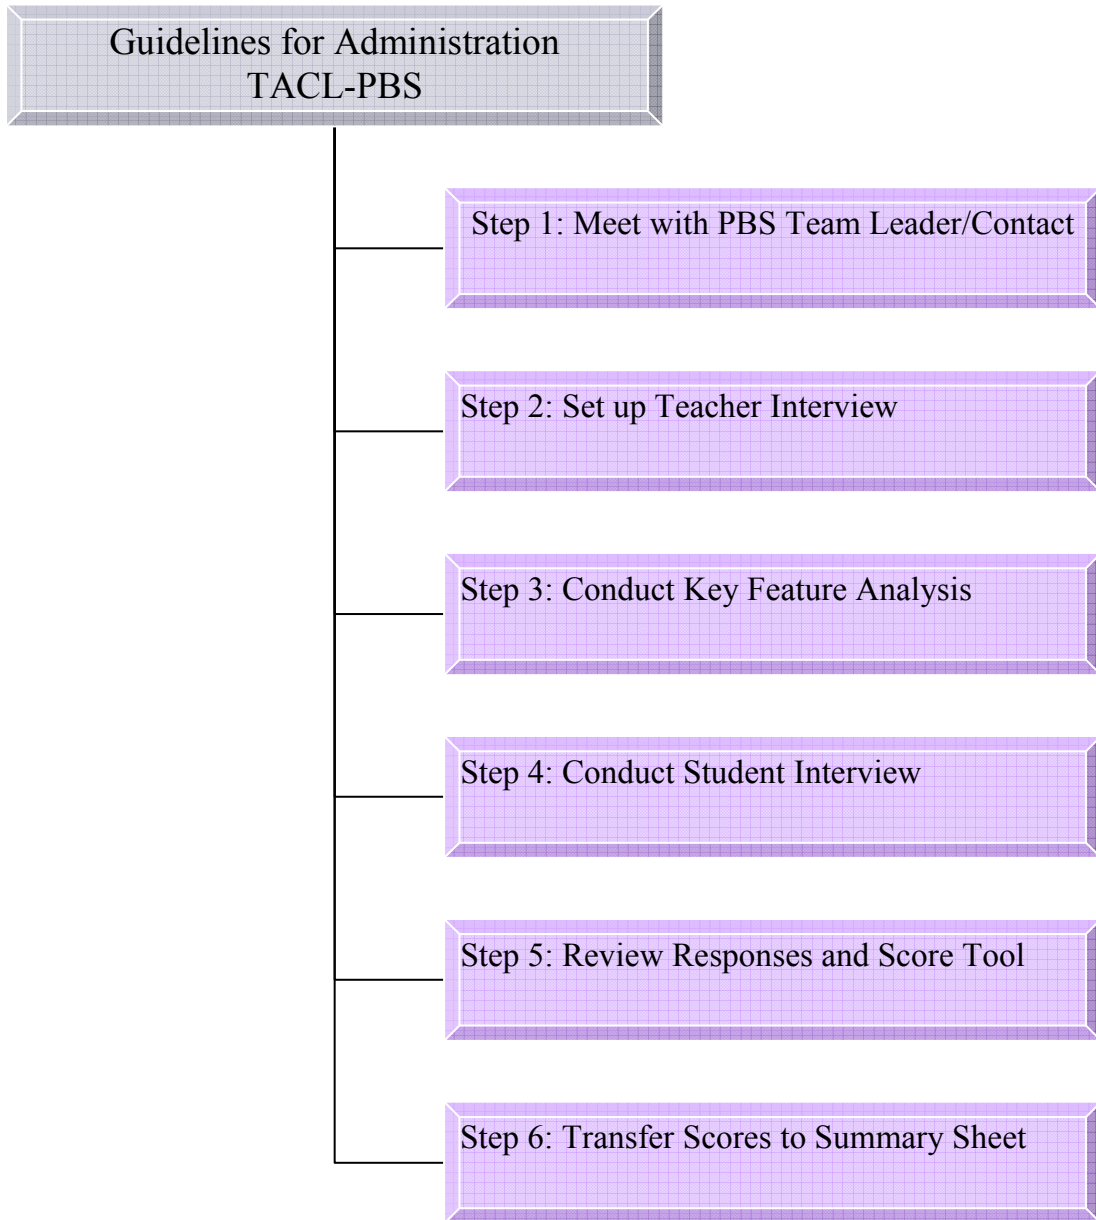 Guidelines for Administration
TACL-PBS
Step 1: Meet with PBS Team Leader/Contact
Step 2: Set up Teacher Interview
Step 3: Conduct Key Feature Analysis
Step 4: Conduct Student Interview
Step 5: Review Responses and Score Tool
Step 6: Transfer Scores to Summary Sheet